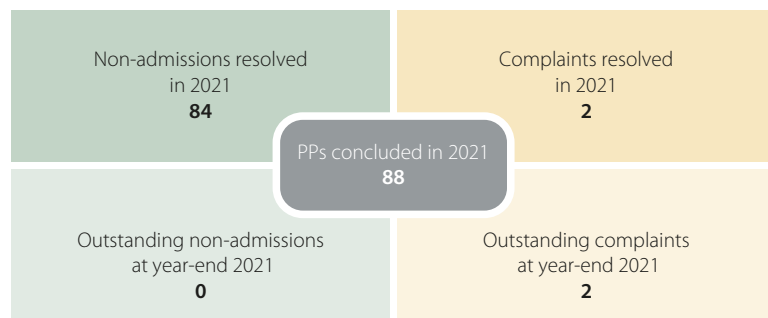 Non-admissions resolved
in 2021
84
Complaints resolved
in 2021
2
PPs concluded in 2021
88
Outstanding non-admissions
at year-end 2021
0
Outstanding complaints
at year-end 2021
2